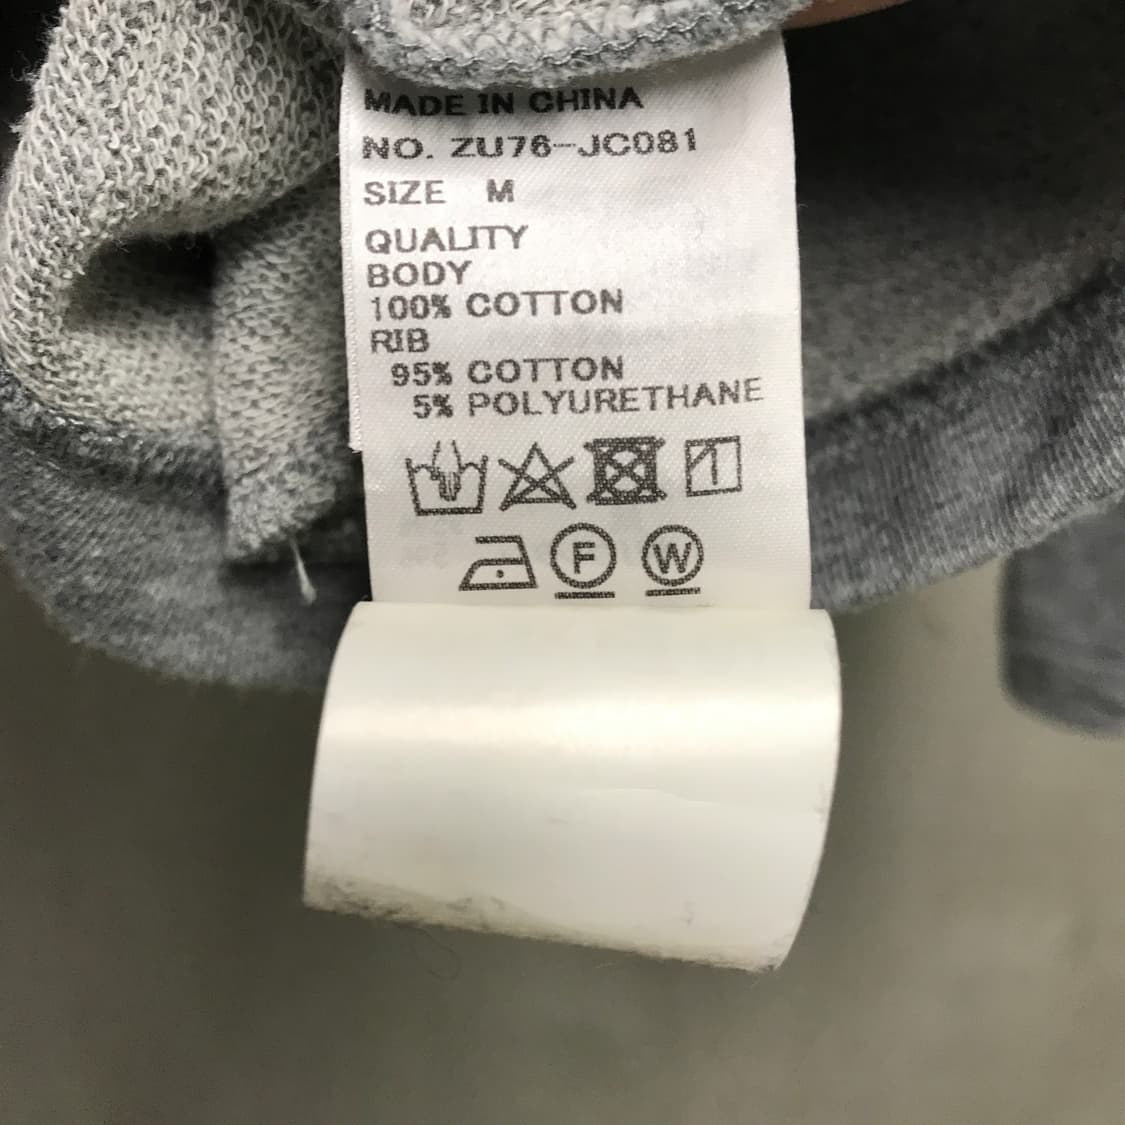 MADE IN CHINA
NO. ZU76-JC081
SIZE M
QUALITY
BODY
100% COTTON
RIB
95% COTTON
5% POLYURETHANE
F W